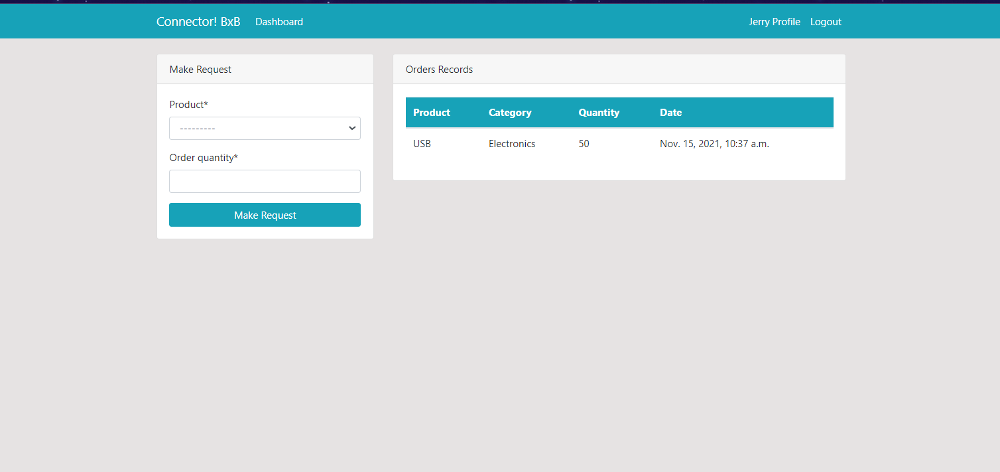 Connector! BxB Dashboard Jerry Profile Logout
Make Request
Product*
---------
Order quantity*
Make Request
Orders Records
Product Category Quantity Date
USB Electronics 50 Nov. 15, 2021, 10:37 a.m.